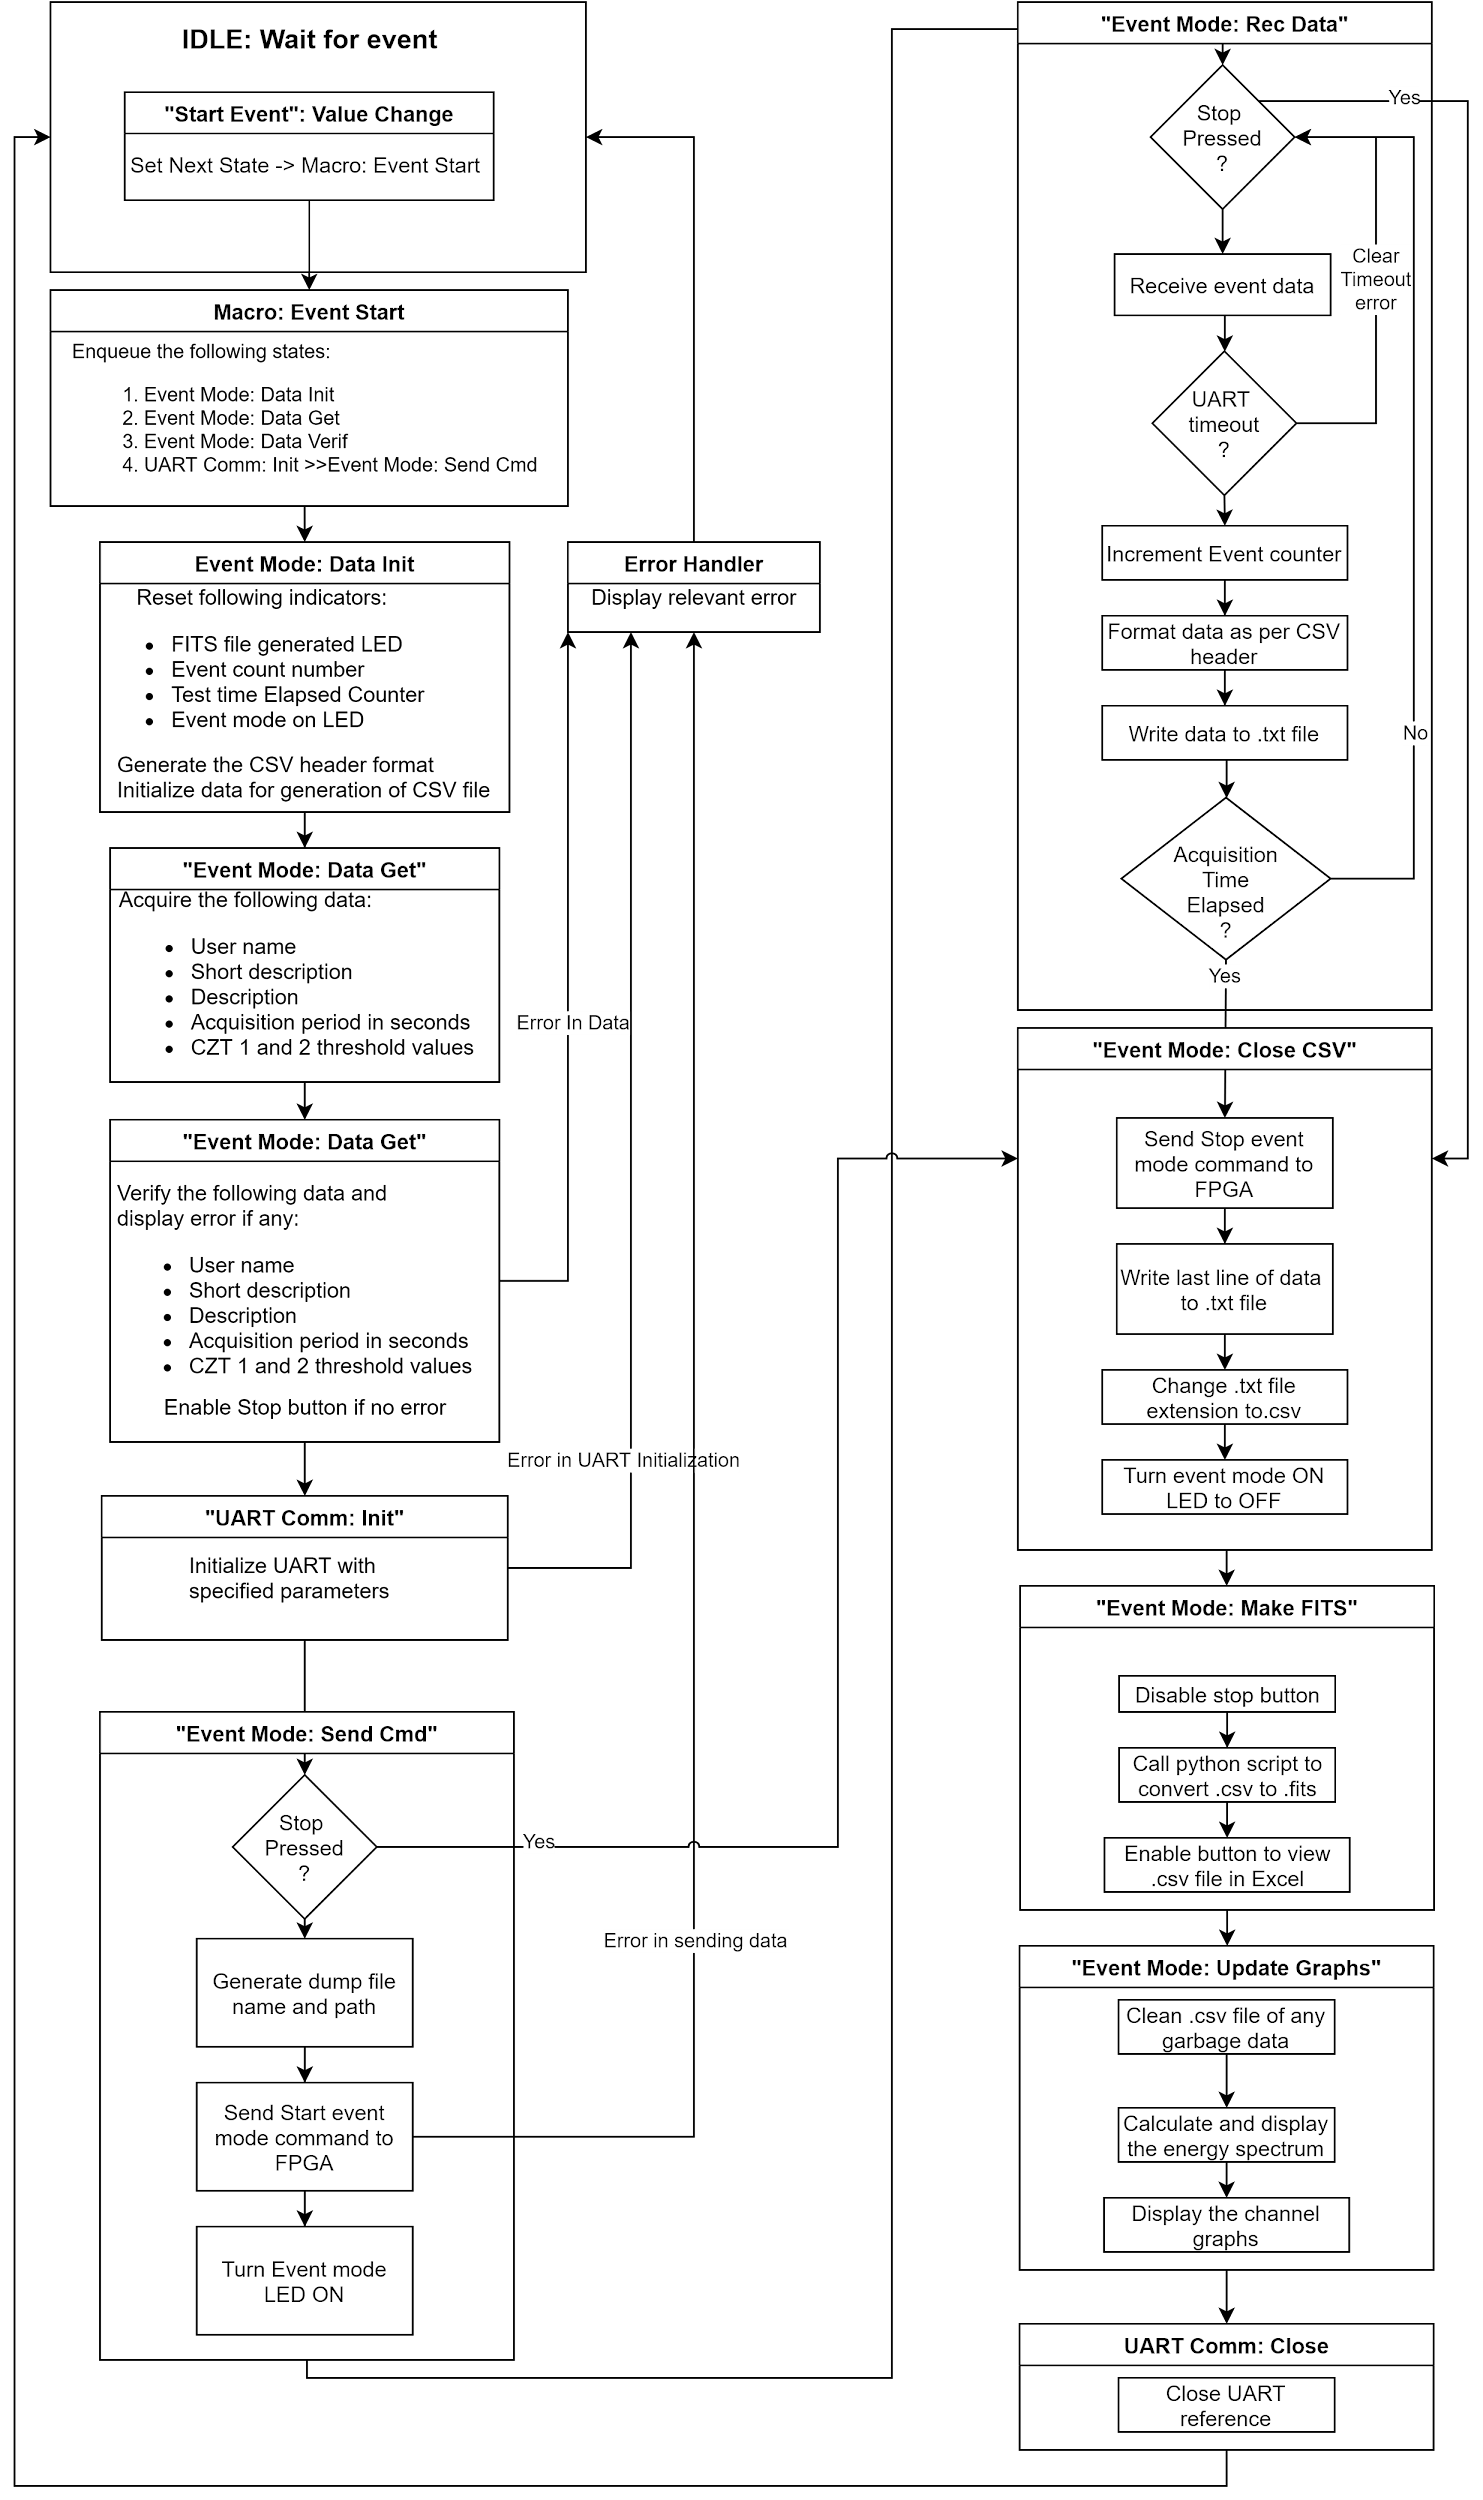 IDLE: Wait for event
"Start Event": Value Change
Set Next State -> Macro: Event Start
Macro: Event Start
Enqueue the following states:
1. Event Mode: Data Init
2. Event Mode: Data Get
3. Event Mode: Data Verif
4. UART Comm: Init >>Event Mode: Send Cmd
Event Mode: Data Init
Reset following indicators:
• FITS file generated LED
• Event count number
• Test time Elapsed Counter
• Event mode on LED
Generate the CSV header format
Initialize data for generation of CSV file
Error Handler
Display relevant error
"Event Mode: Data Get"
Acquire the following data:
• User name
• Short description
• Description
• Acquisition period in seconds
• CZT 1 and 2 threshold values
Error In Data
"Event Mode: Data Get"
Verify the following data and
display error if any:
• User name
• Short description
• Description
• Acquisition period in seconds
• CZT 1 and 2 threshold values
Enable Stop button if no error
Error in UART Initialization
"UART Comm: Init"
Initialize UART with
specified parameters
"Event Mode: Send Cmd"
Stop
Pressed
?
Yes
Generate dump file
name and path
Error in sending data
Send Start event
mode command to
FPGA
Turn Event mode
LED ON
"Event Mode: Rec Data"
Stop
Pressed
?
Yes
Receive event data
Clear
Timeout
error
UART
timeout
?
Increment Event counter
Format data as per CSV
header
Write data to .txt file
No
Acquisition
Time
Elapsed
?
Yes
"Event Mode: Close CSV"
Send Stop event
mode command to
FPGA
Write last line of data
to .txt file
Change .txt file
extension to.csv
Turn event mode ON
LED to OFF
"Event Mode: Make FITS"
Disable stop button
Call python script to
convert .csv to .fits
Enable button to view
.csv file in Excel
"Event Mode: Update Graphs"
Clean .csv file of any
garbage data
Calculate and display
the energy spectrum
Display the channel
graphs
UART Comm: Close
Close UART
reference